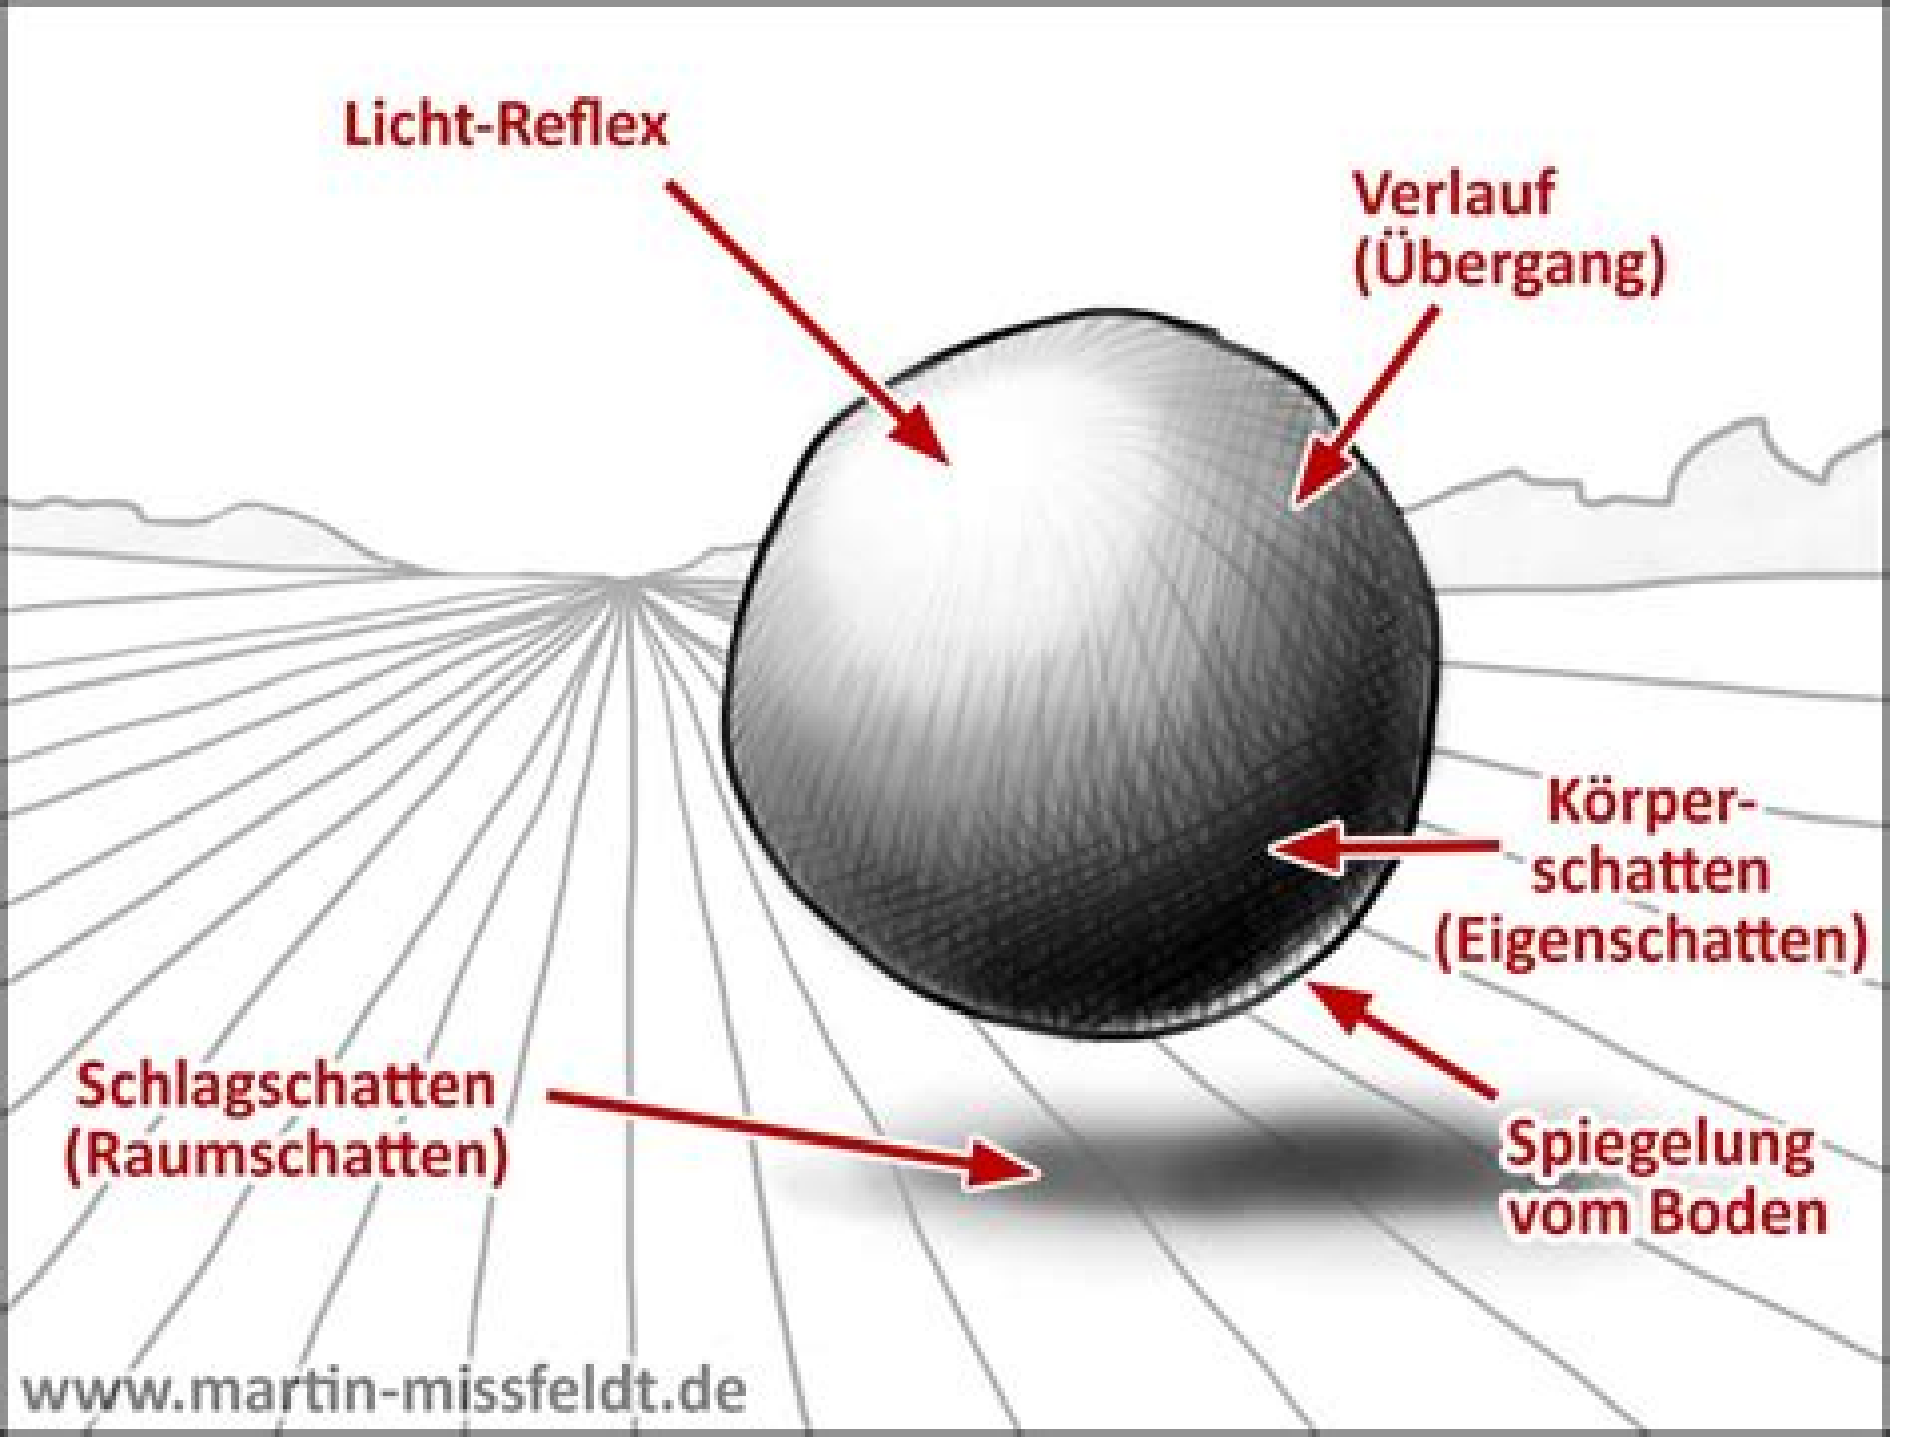 Licht-Reflex
Verlauf
(Übergang)
Körper-
schatten
(Eigenschatten)
Schlagschatten
(Raumschatten)
Spiegelung
vom Boden
www.martin-missfeldt.de